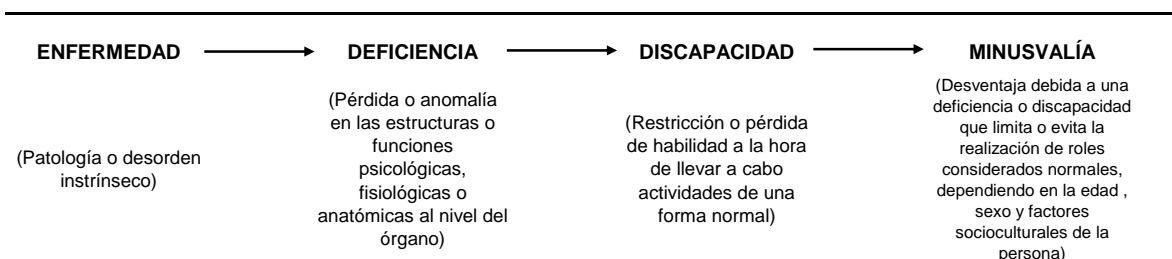 ENFERMEDAD
DEFICIENCIA
DISCAPACIDAD
MINUSVALÍA
(Patología o desorden
instrínseco)
(Pérdida o anomalía
en las estructuras o
funciones
psicológicas,
fisiológicas o
anatómicas al nivel del
órgano)
(Restricción o pérdida
de habilidad a la hora
de llevar a cabo
actividades de una
forma normal)
(Desventaja debida a una
deficiencia o discapacidad
que limita o evita la
realización de roles
considerados normales,
dependiendo en la edad ,
sexo y factores
socioculturales de la
persona)